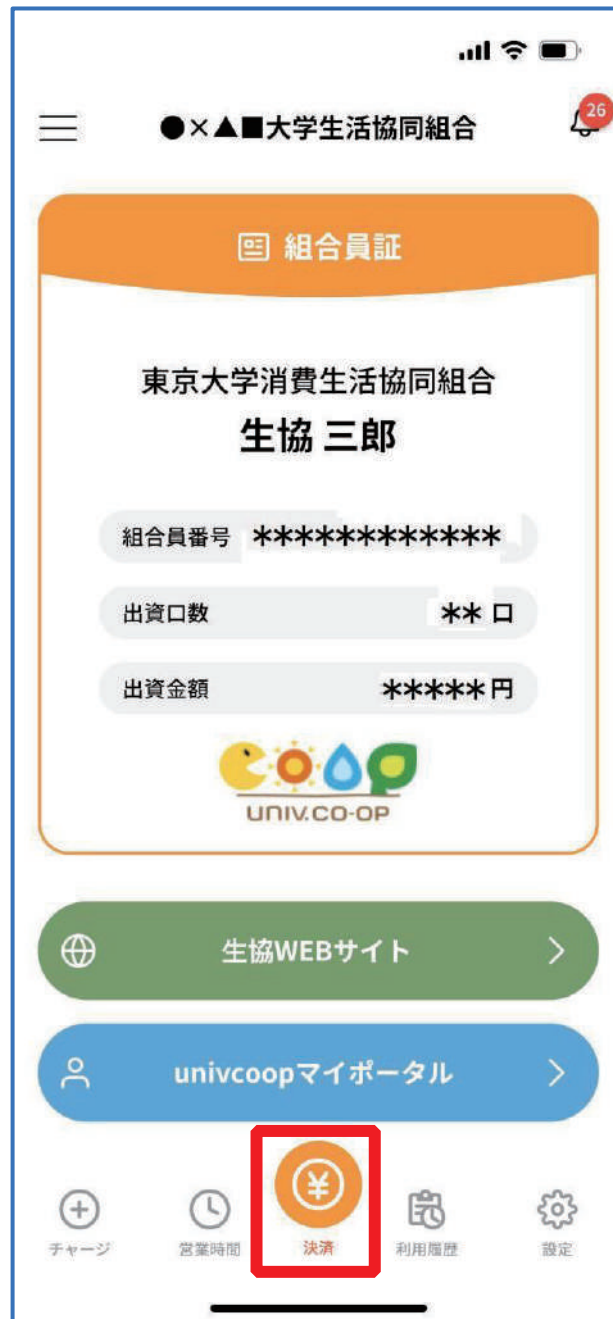 ●×▲■大学生活協同組合
26
組合員証
東京大学消費生活協同組合
生協 三郎
組合員番号 ************
出資口数 ** 口
出資金額 *****円
UNIV.CO-OP
生協WEBサイト
univcoopマイポータル
チャージ
営業時間
¥
決済
利用履歴
設定